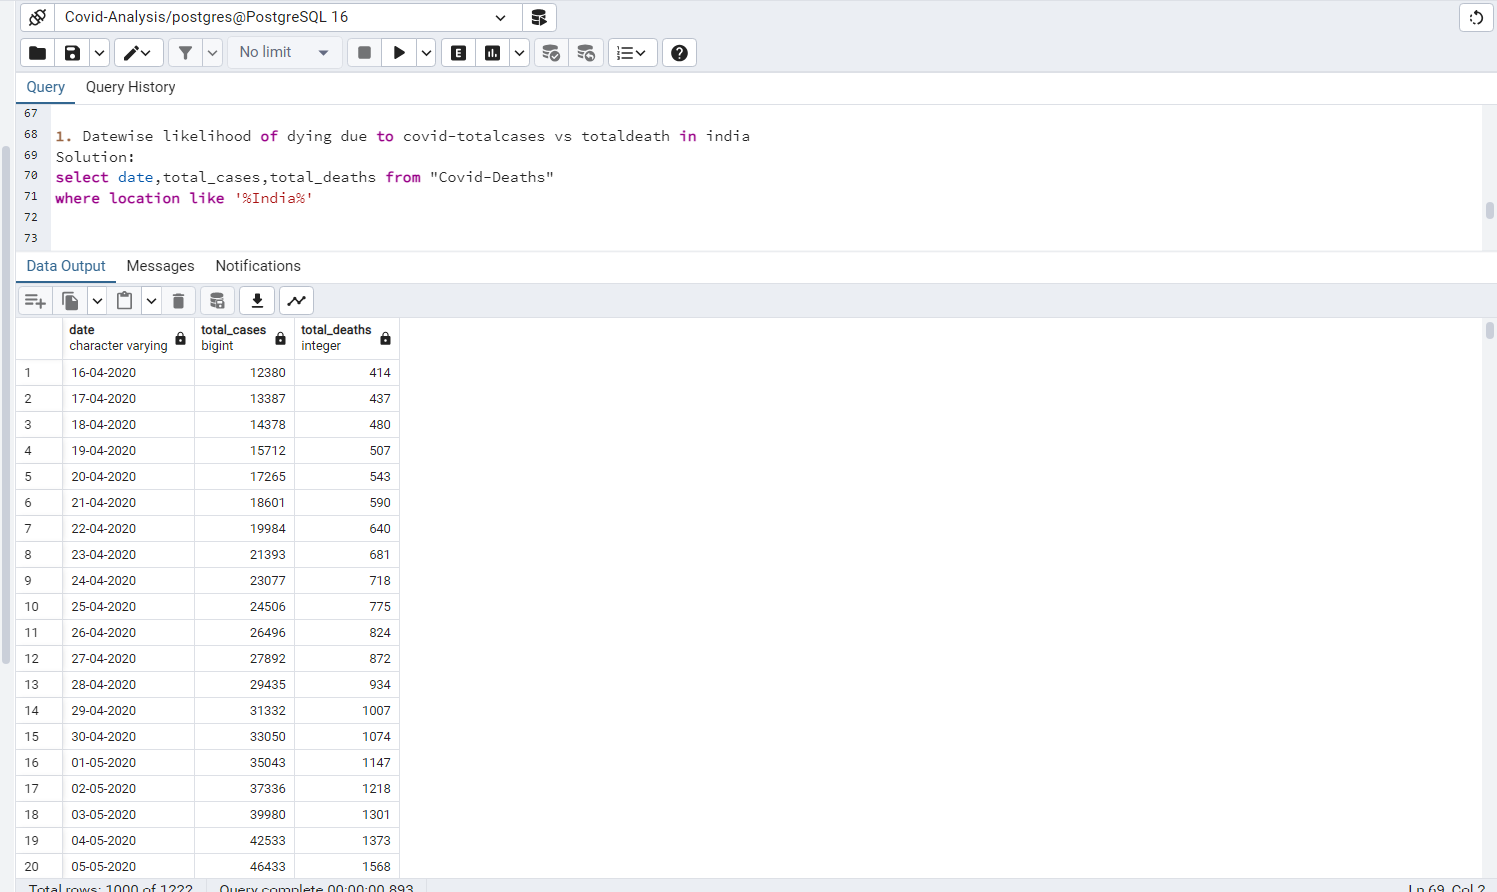 Covid-Analysis/postgres@PostgreSQL 16
No limit
E
Query Query History
67
68 1. Datewise likelihood of dying due to covid-totalcases vs totaldeath in india
69 Solution:
70 select date,total_cases,total_deaths from "Covid-Deaths"
71 where location like '%India%'
72
73
Data Output Messages Notifications
date total_cases total_deaths
character varying bigint integer
1 16-04-2020 12380 414
2 17-04-2020 13387 437
3 18-04-2020 14378 480
4 19-04-2020 15712 507
5 20-04-2020 17265 543
6 21-04-2020 18601 590
7 22-04-2020 19984 640
8 23-04-2020 21393 681
9 24-04-2020 23077 718
10 25-04-2020 24506 775
11 26-04-2020 26496 824
12 27-04-2020 27892 872
13 28-04-2020 29435 934
14 29-04-2020 31332 1007
15 30-04-2020 33050 1074
16 01-05-2020 35043 1147
17 02-05-2020 37336 1218
18 03-05-2020 39980 1301
19 04-05-2020 42533 1373
20 05-05-2020 46433 1568
Total rows: 1000 of 1222 Query complete 00:00:00.893 Ln 69, Col 2